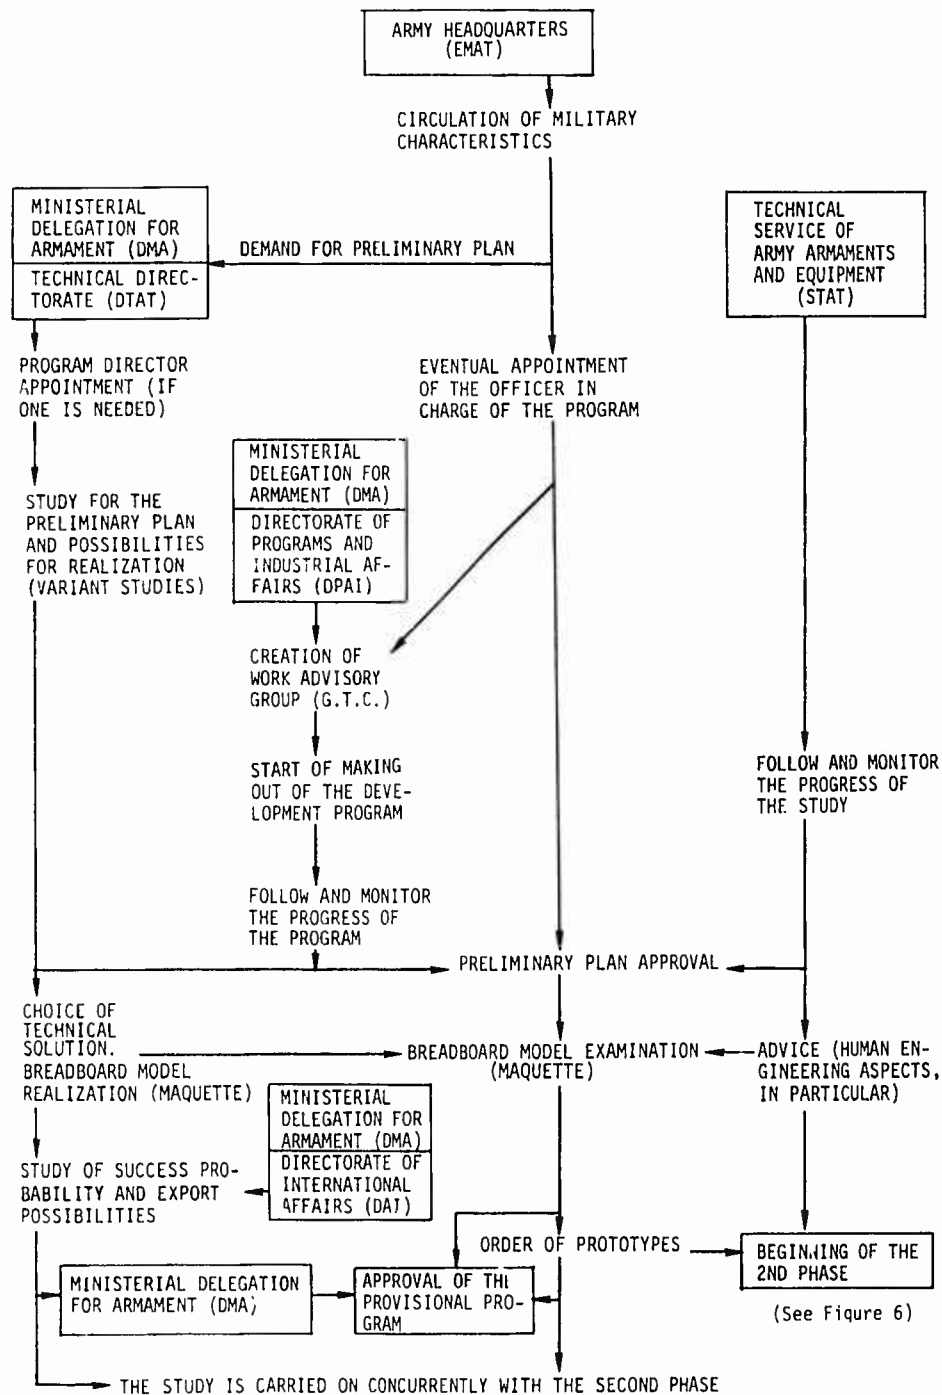 ARMY HEADQUARTERS
(EMAT)
CIRCULATION OF MILITARY
CHARACTERISTICS
MINISTERIAL
DELEGATION FOR
ARMAMENT (DMA)
TECHNICAL DIREC-
TORATE (DTAT)
DEMAND FOR PRELIMINARY PLAN
TECHNICAL
SERVICE OF
ARMY ARMAMENTS
AND EQUIPMENT
(STAT)
PROGRAM DIRECTOR
APPOINTMENT (IF
ONE IS NEEDED)
EVENTUAL APPOINTMENT
OF THE OFFICER IN
CHARGE OF THE PROGRAM
MINISTERIAL
DELEGATION FOR
ARMAMENT (DMA)
DIRECTORATE OF
PROGRAMS AND
INDUSTRIAL AF-
FAIRS (DPAI)
STUDY FOR THE
PRELIMINARY PLAN
AND POSSIBILITIES
FOR REALIZATION
(VARIANT STUDIES)
CREATION OF
WORK ADVISORY
GROUP (G.T.C.)
START OF MAKING
OUT OF THE DEVE-
LOPMENT PROGRAM
FOLLOW AND MONITOR
THE PROGRESS OF
THE STUDY
FOLLOW AND MONITOR
THE PROGRESS OF
THE PROGRAM
PRELIMINARY PLAN APPROVAL
CHOICE OF
TECHNICAL
SOLUTION.
BREADBOARD MODEL
REALIZATION (MAQUETTE)
BREADBOARD MODEL EXAMINATION
(MAQUETTE)
ADVICE (HUMAN EN-
GINEERING ASPECTS,
IN PARTICULAR)
MINISTERIAL
DELEGATION FOR
ARMAMENT (DMA)
DIRECTORATE OF
INTERNATIONAL
AFFAIRS (DAI)
STUDY OF SUCCESS PRO-
BABILITY AND EXPORT
POSSIBILITIES
ORDER OF PROTOTYPES
BEGINNING OF THE
2ND PHASE
(See Figure 6)
MINISTERIAL DELEGATION
FOR ARMAMENT (DMA)
APPROVAL OF THE
PROVISIONAL PRO-
GRAM
THE STUDY IS CARRIED ON CONCURRENTLY WITH THE SECOND PHASE